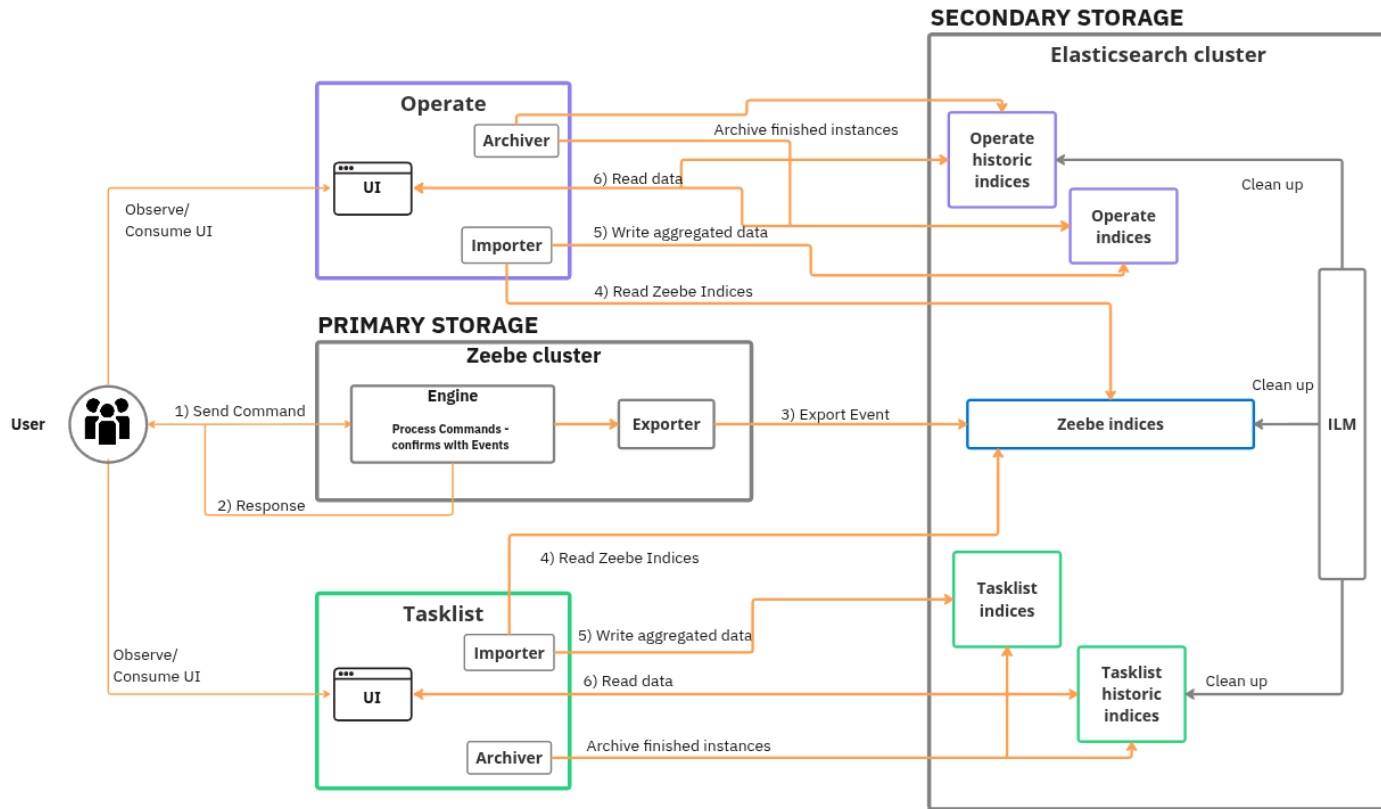 SECONDARY STORAGE
Elasticsearch cluster
Operate
Archiver
Archive finished instances
Operate
historic
indices
UI
6) Read data
Clean up
Observe/
Consume UI
Operate
indices
Importer
5) Write aggregated data
4) Read Zeebe Indices
PRIMARY STORAGE
Zeebe cluster
Clean up
Engine
Process Commands -
confirms with Events
User
1) Send Command
Exporter
3) Export Event
Zeebe indices
ILM
2) Response
4) Read Zeebe Indices
Tasklist
indices
Tasklist
Importer
5) Write aggregated data
Observe/
Consume UI
UI
6) Read data
Tasklist
historic
indices
Clean up
Archiver
Archive finished instances